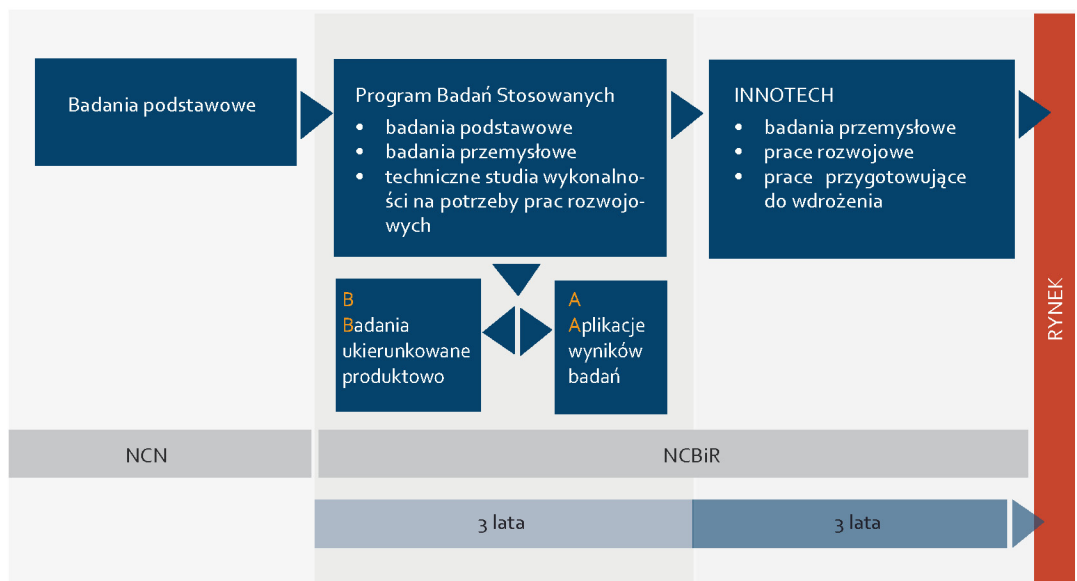 Badania podstawowe
Program Badań Stosowanych
• badania podstawowe
• badania przemysłowe
• techniczne studia wykonalno-
ści na potrzeby prac rozwojo-
wych
INNOTECH
• badania przemysłowe
• prace rozwojowe
• prace przygotowujące
do wdrożenia
B
Badania
ukierunkowane
produktowo
A
Aplikacje
wyników
badań
RYNEK
NCN
NCBiR
3 lata
3 lata